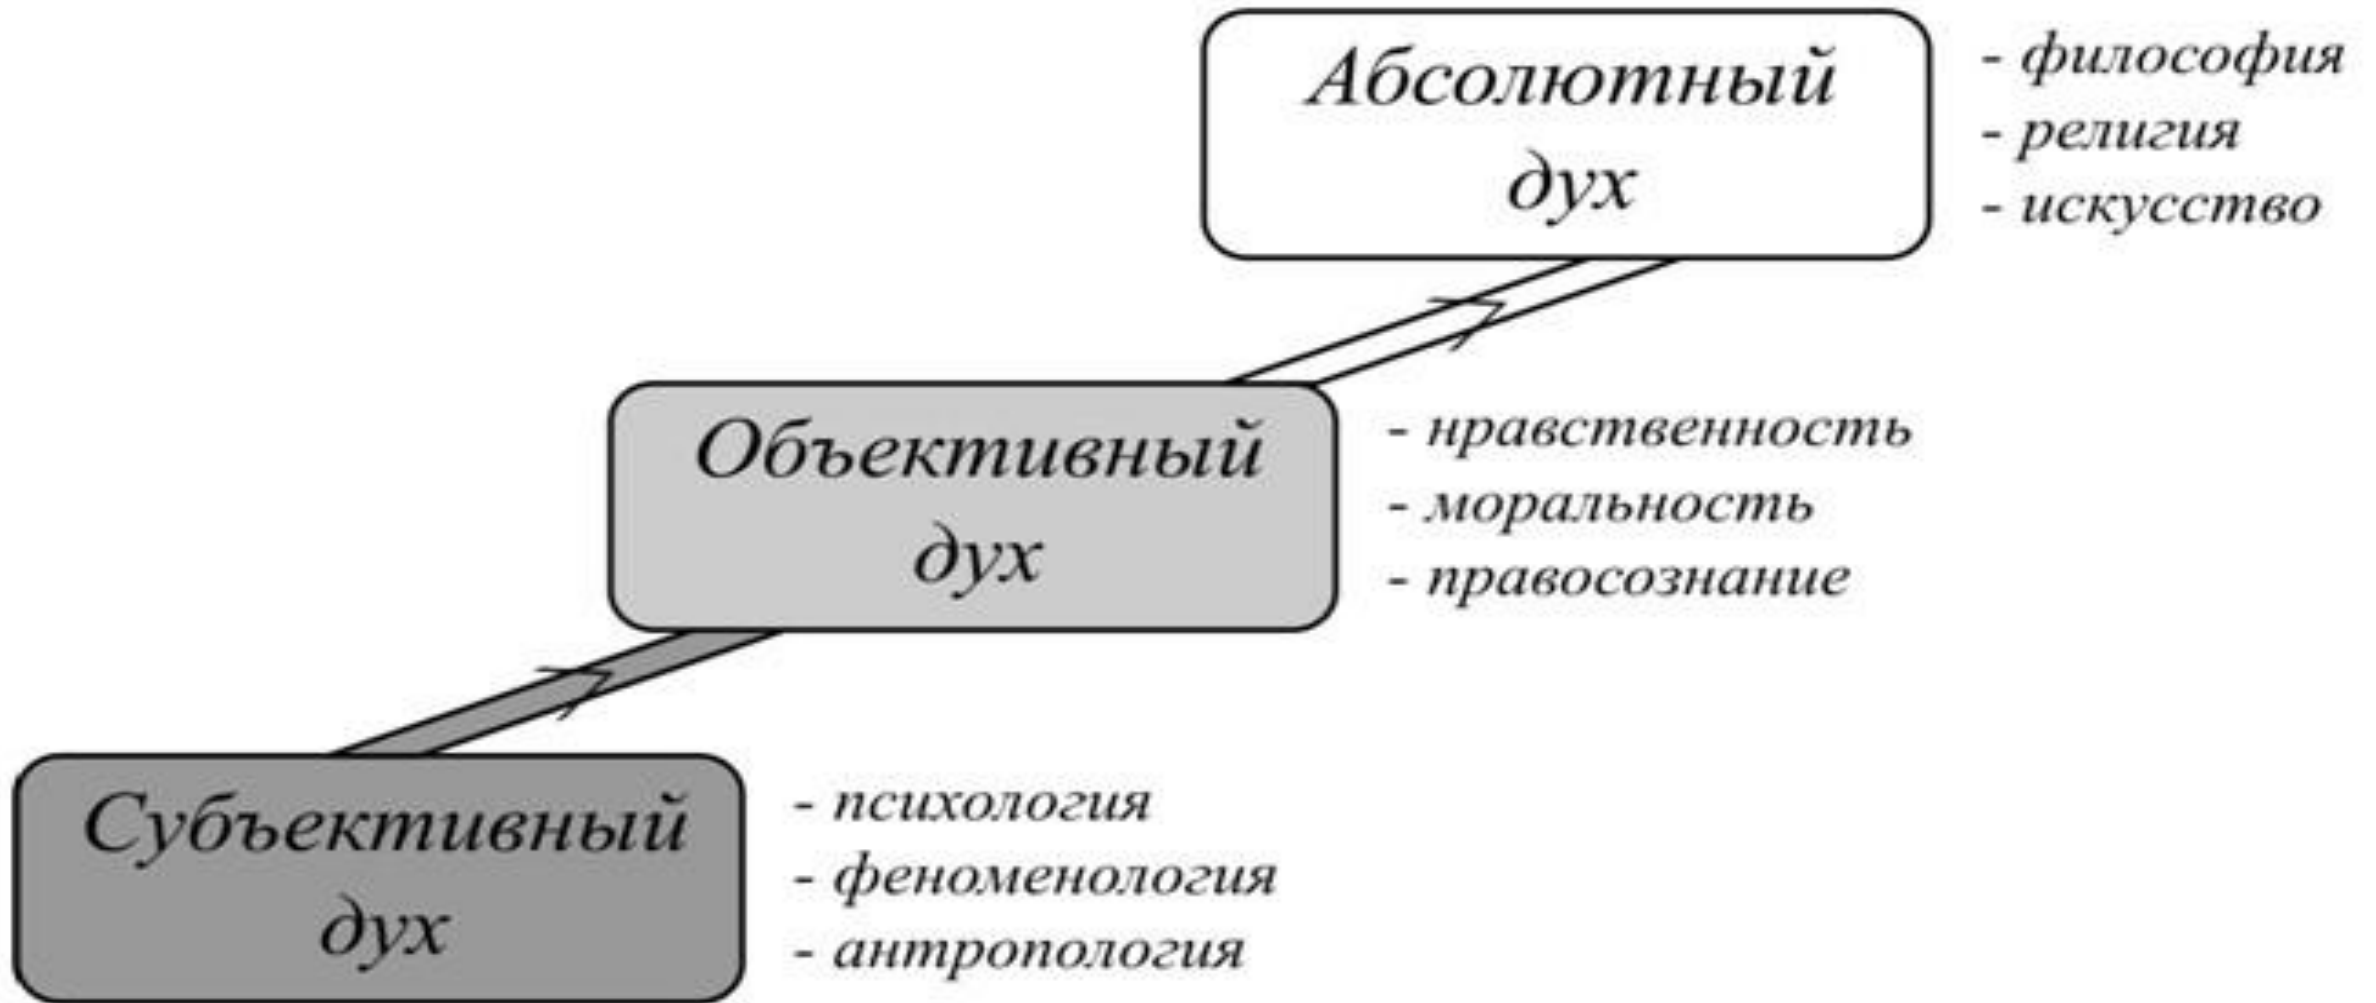 Абсолютный
дух
- философия
- религия
- искусство
Объективный
дух
- нравственность
- моральность
- правосознание
Субъективный
дух
- психология
- феноменология
- антропология